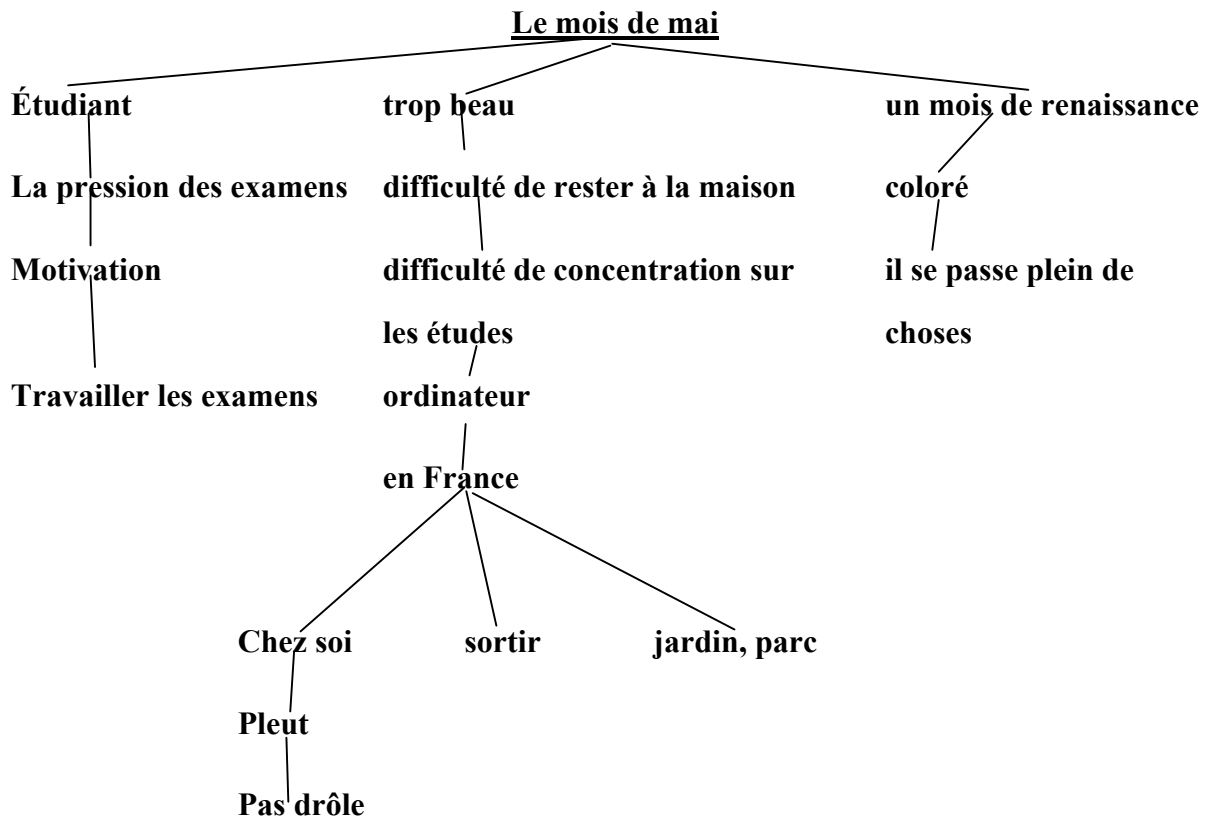 Le mois de mai
Étudiant trop beau un mois de renaissance
La pression des examens difficulté de rester à la maison coloré
Motivation difficulté de concentration sur il se passe plein de
les études choses
Travailler les examens ordinateur
en France
Chez soi sortir jardin, parc
Pleut
Pas drôle